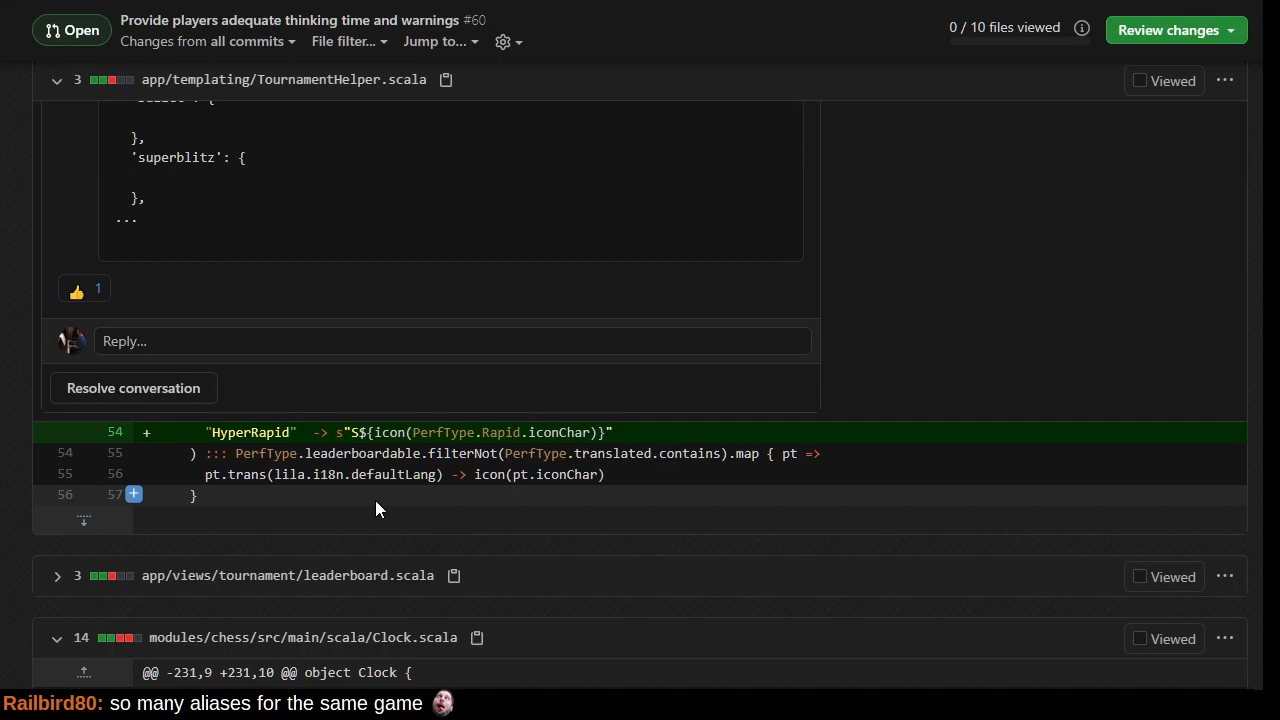 Open
Provide players adequate thinking time and warnings #60
Changes from all commits
File filter...
Jump to...
0 / 10 files viewed
Review changes
3 app/templating/TournamentHelper.scala
Viewed
},
'superblitz': {
},
...
1
Reply...
Resolve conversation
54 + "HyperRapid" -> s"S${icon(PerfType.Rapid.iconChar)}"
54 55 ) ::: PerfType.leaderboardable.filterNot(PerfType.translated.contains).map { pt =>
55 56 pt.trans(lila.i18n.defaultLang) -> icon(pt.iconChar)
56 57 }
3 app/views/tournament/leaderboard.scala
Viewed
14 modules/chess/src/main/scala/Clock.scala
Viewed
@@ -231,9 +231,10 @@ object Clock {
Railbird80: so many aliases for the same game